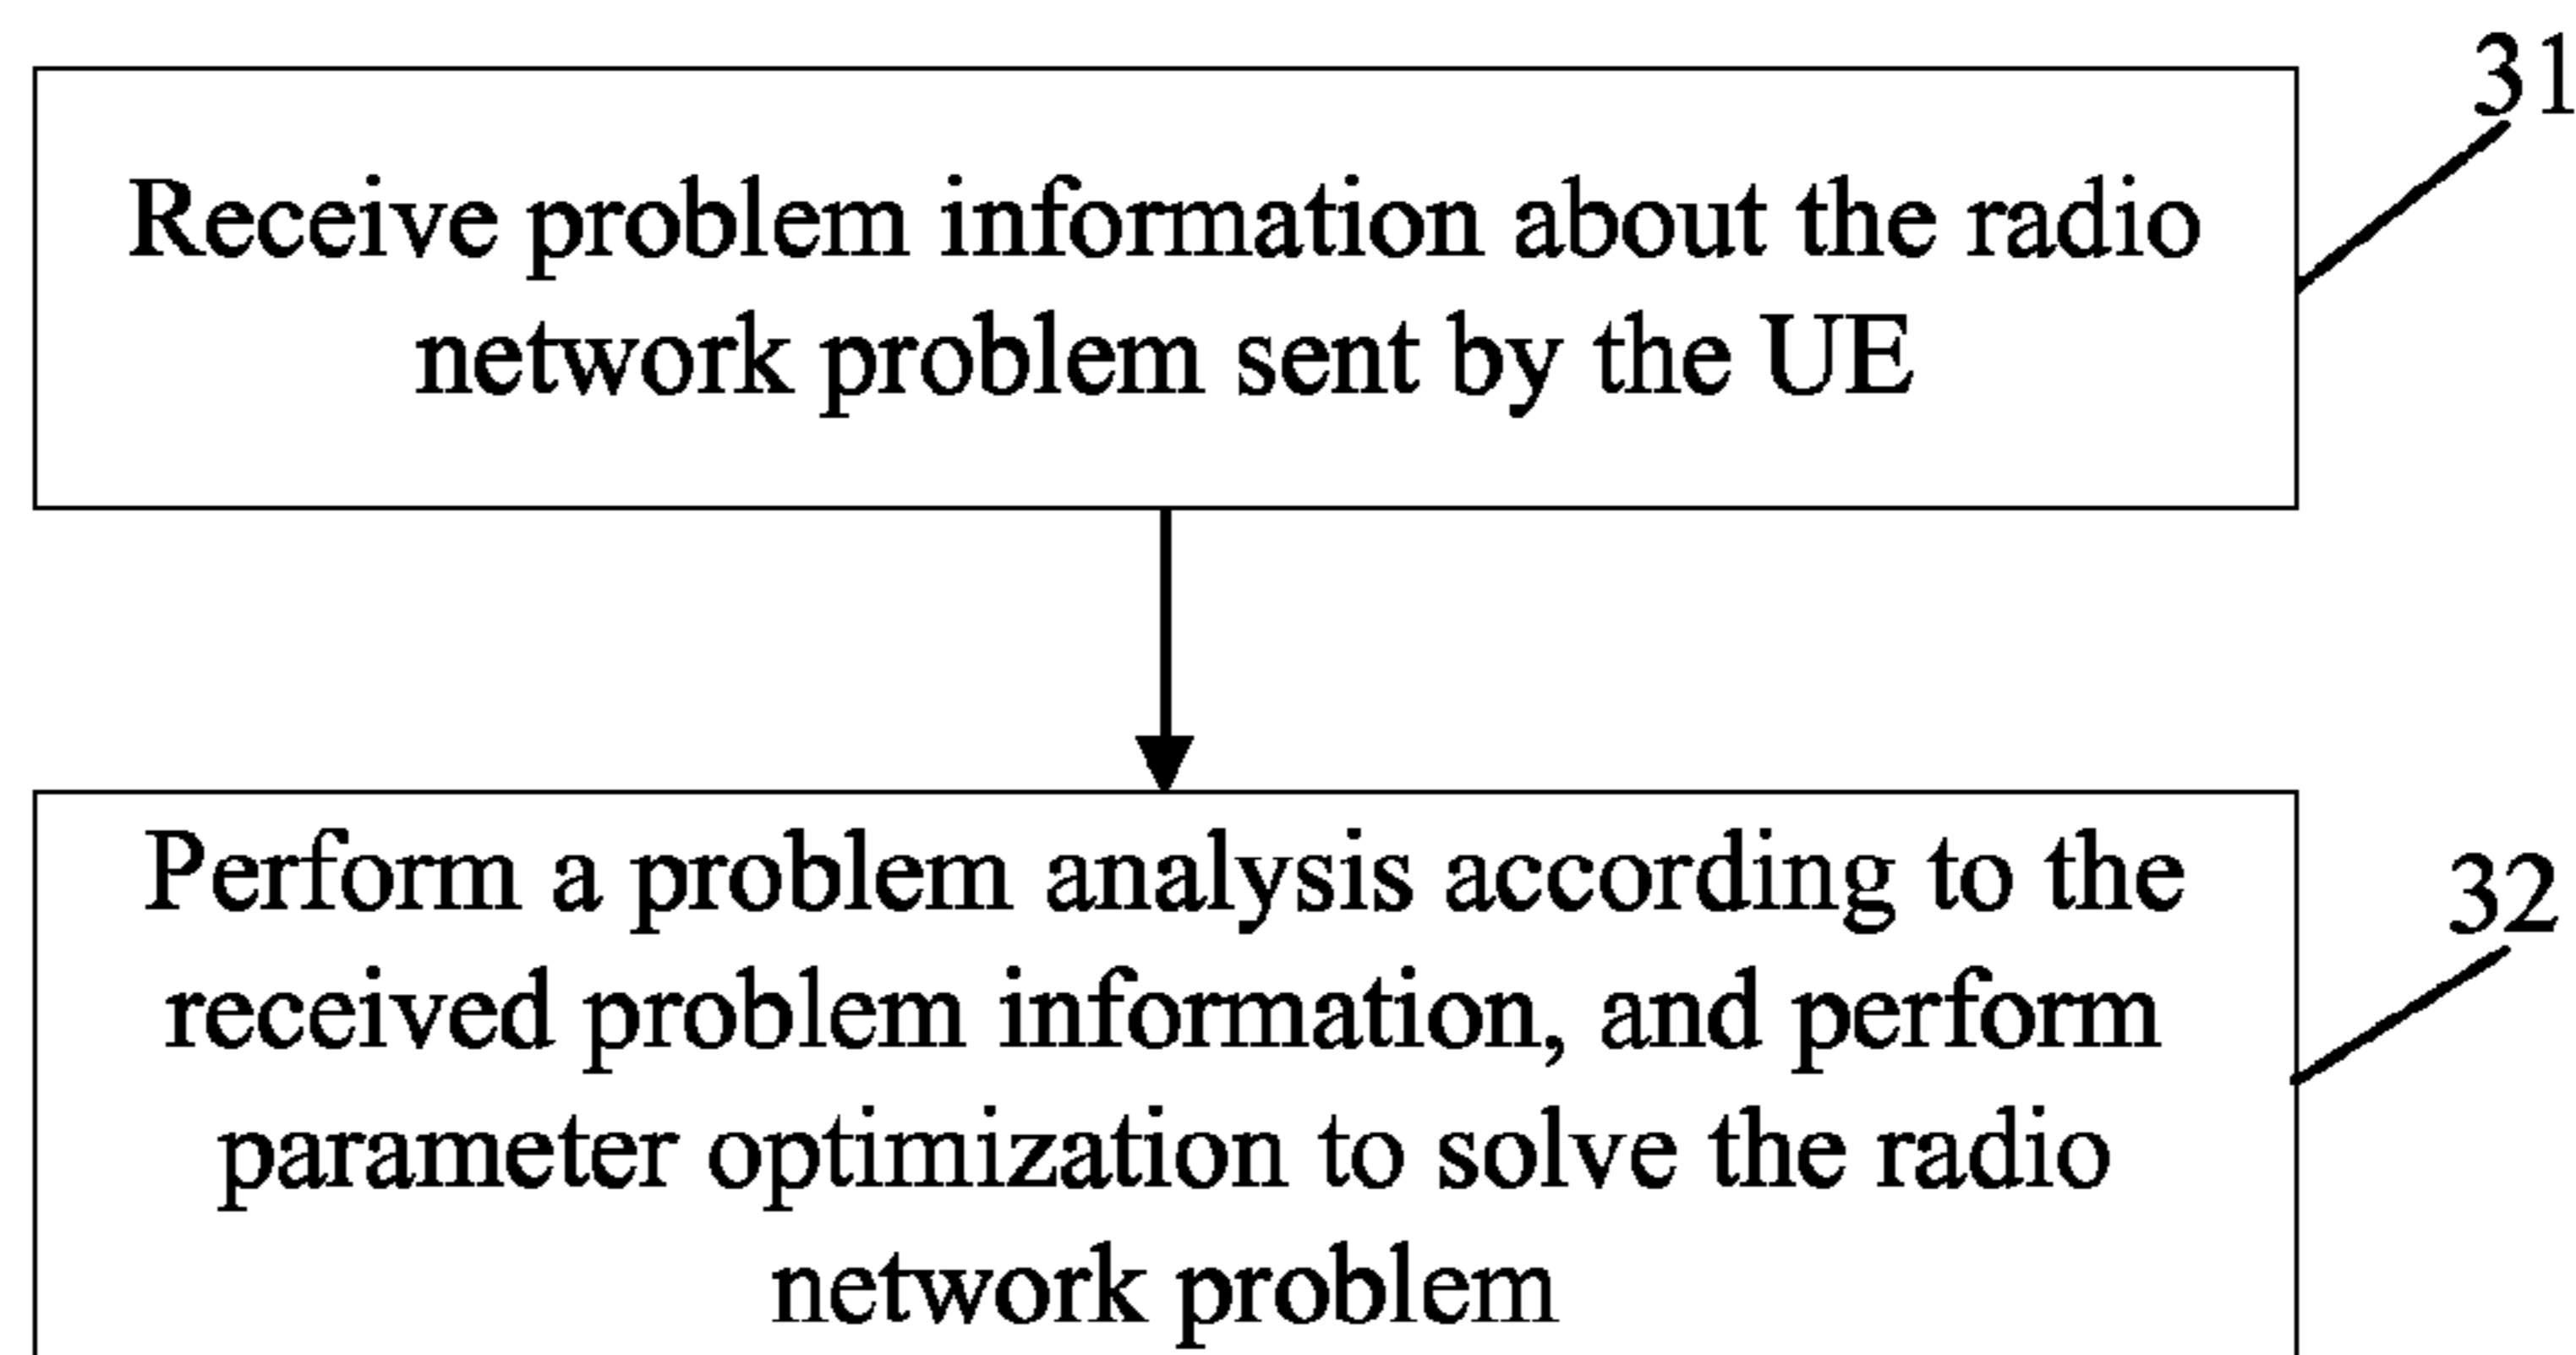 31
Receive problem information about the radio
network problem sent by the UE
Perform a problem analysis according to the
32
received problem information, and perform
parameter optimization to solve the radio
network problem